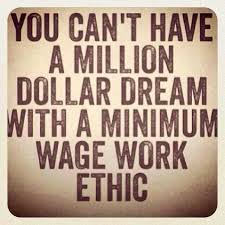 YOU CAN'T HAVE
A MILLION
DOLLAR DREAM
WITH A MINIMUM
WAGE WORK
ETHIC